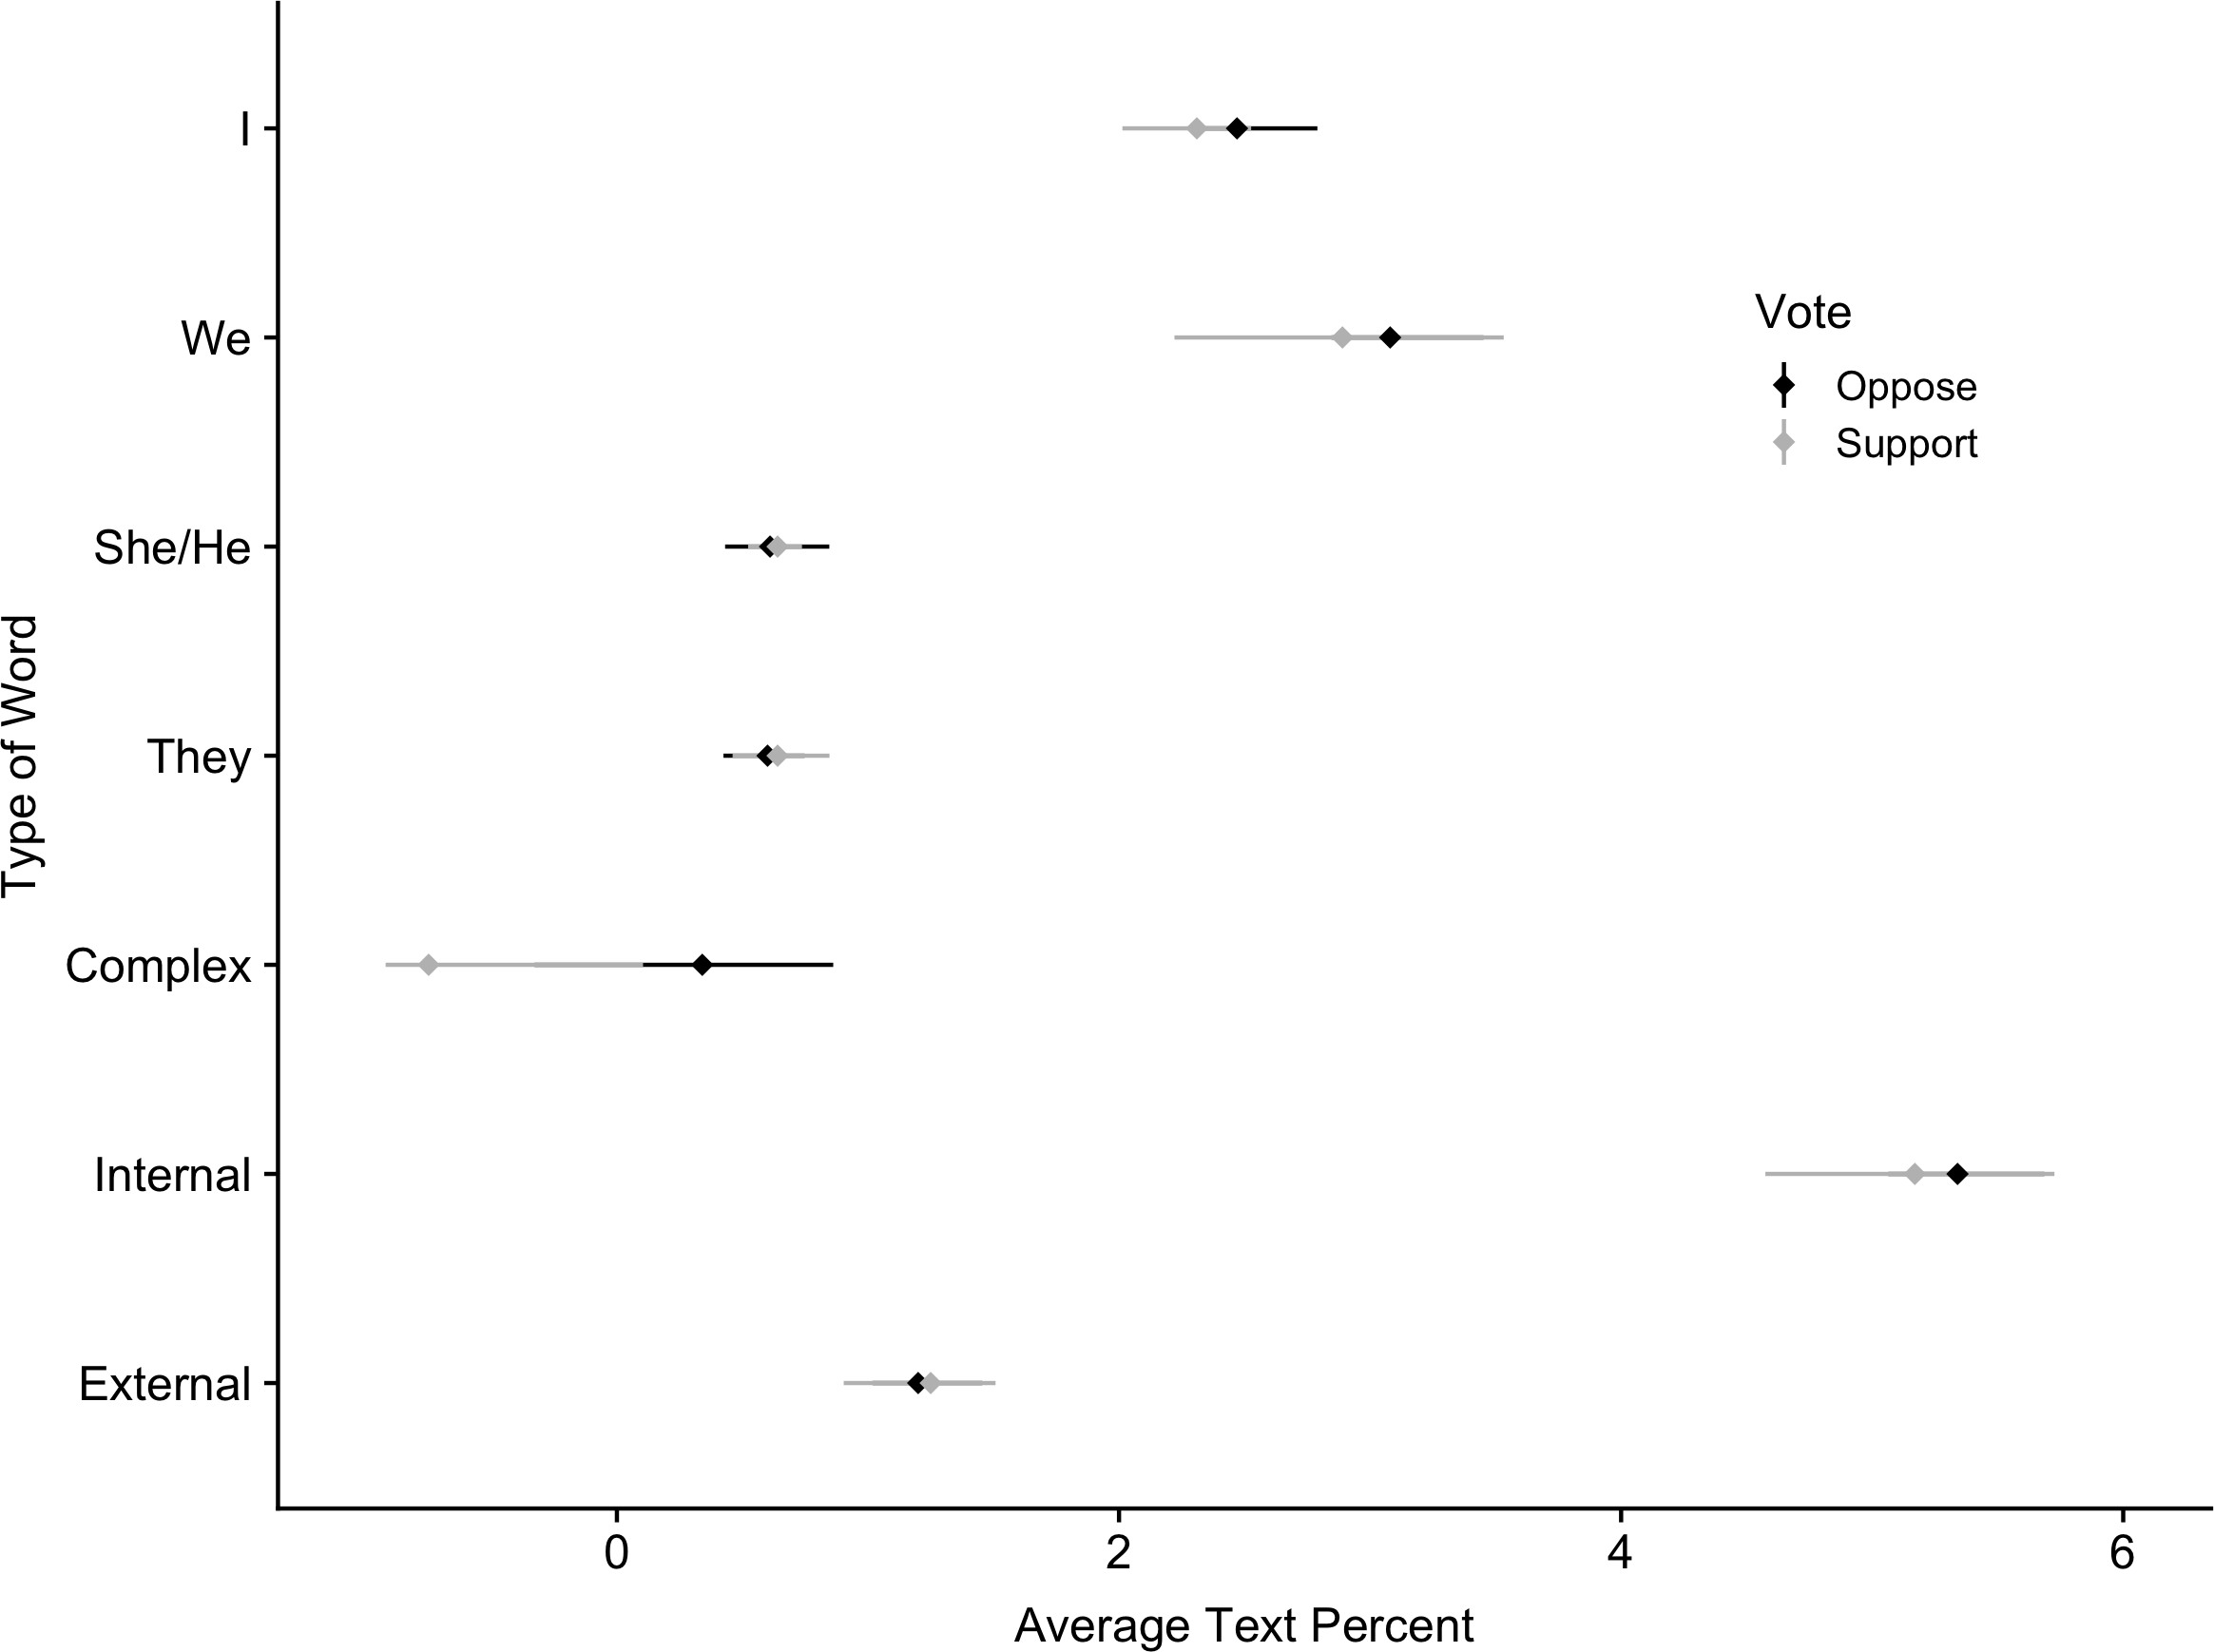 I
We
She/He
They
Complex
Internal
External
Type of Word
Vote
Oppose
Support
0 2 4 6
Average Text Percent